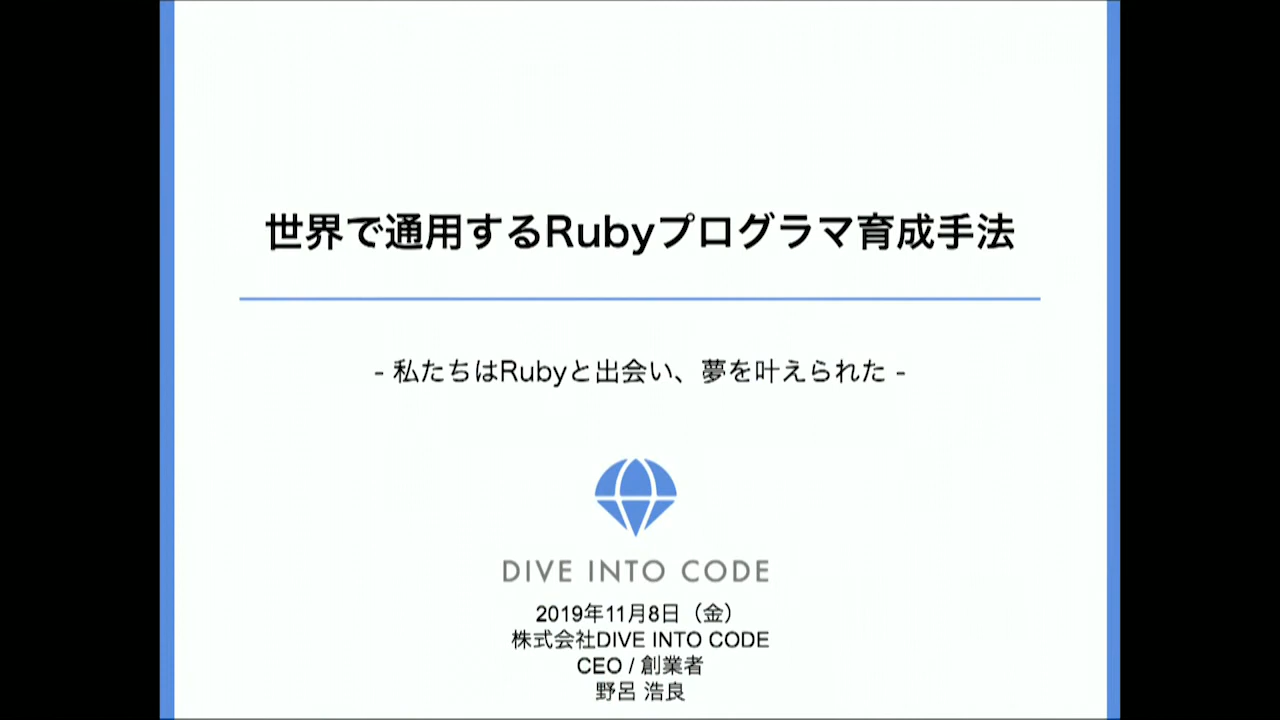 世界で通用するRubyプログラマ育成手法
- 私たちはRubyと出会い、夢を叶えられた -
DIVE INTO CODE
2019年11月8日（金）
株式会社DIVE INTO CODE
CEO / 創業者
野呂 浩良